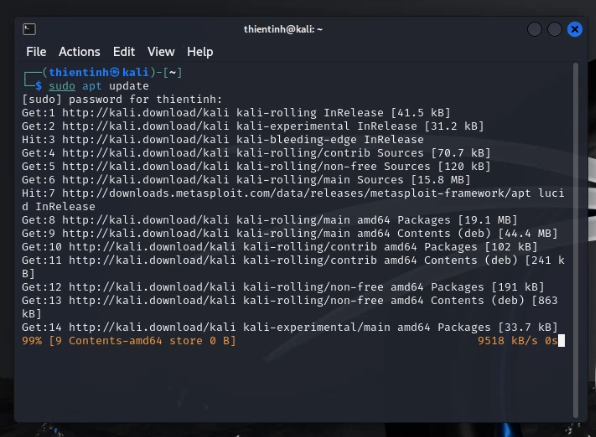 thientinh@kali: ~
File Actions Edit View Help
┌──(thientinh㉿kali)-[~]
└─$ sudo apt update
[sudo] password for thientinh:
Get:1 http://kali.download/kali kali-rolling InRelease [41.5 kB]
Get:2 http://kali.download/kali kali-experimental InRelease [31.2 kB]
Hit:3 http://kali.download/kali kali-bleeding-edge InRelease
Get:4 http://kali.download/kali kali-rolling/contrib Sources [70.7 kB]
Get:5 http://kali.download/kali kali-rolling/non-free Sources [120 kB]
Get:6 http://kali.download/kali kali-rolling/main Sources [15.8 MB]
Hit:7 http://downloads.metasploit.com/data/releases/metasploit-framework/apt luci
d InRelease
Get:8 http://kali.download/kali kali-rolling/main amd64 Packages [19.1 MB]
Get:9 http://kali.download/kali kali-rolling/main amd64 Contents (deb) [44.4 MB]
Get:10 http://kali.download/kali kali-rolling/contrib amd64 Packages [102 kB]
Get:11 http://kali.download/kali kali-rolling/contrib amd64 Contents (deb) [241 k
B]
Get:12 http://kali.download/kali kali-rolling/non-free amd64 Packages [191 kB]
Get:13 http://kali.download/kali kali-rolling/non-free amd64 Contents (deb) [863
kB]
Get:14 http://kali.download/kali kali-experimental/main amd64 Packages [33.7 kB]
99% [9 Contents-amd64 store 0 B] 9518 kB/s 0s